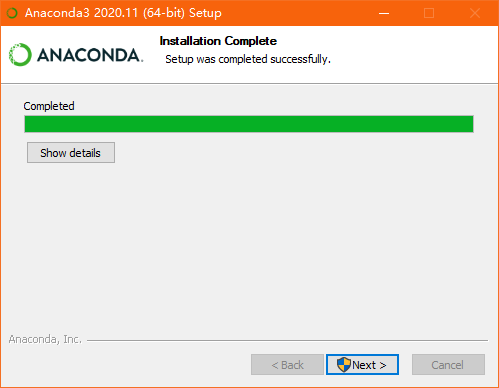 Anaconda3 2020.11 (64-bit) Setup
ANACONDA.
Installation Complete
Setup was completed successfully.
Completed
Show details
Anaconda, Inc.
< Back
Next >
Cancel